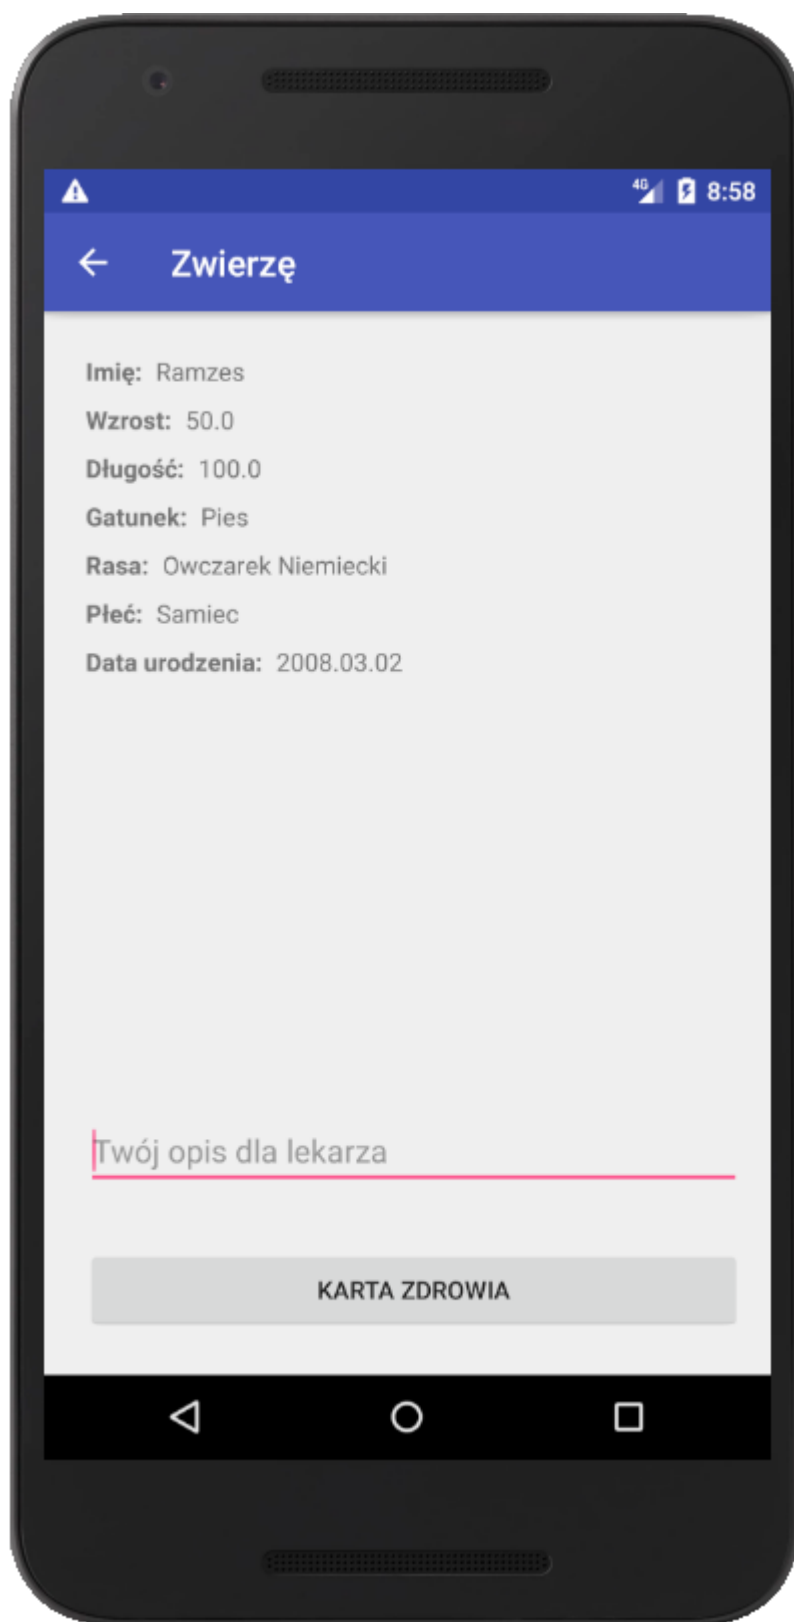 4G 8:58
Zwierzę
Imię: Ramzes
Wzrost: 50.0
Długość: 100.0
Gatunek: Pies
Rasa: Owczarek Niemiecki
Płeć: Samiec
Data urodzenia: 2008.03.02
Twój opis dla lekarza
KARTA ZDROWIA